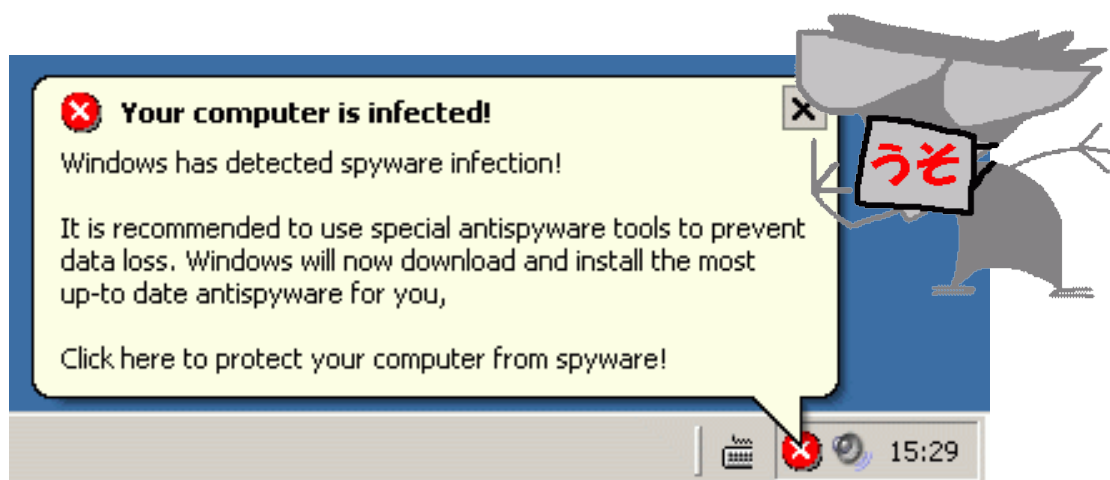 Your computer is infected!
Windows has detected spyware infection!
It is recommended to use special antispyware tools to prevent
data loss. Windows will now download and install the most
up-to date antispyware for you,
Click here to protect your computer from spyware!
うそ
15:29